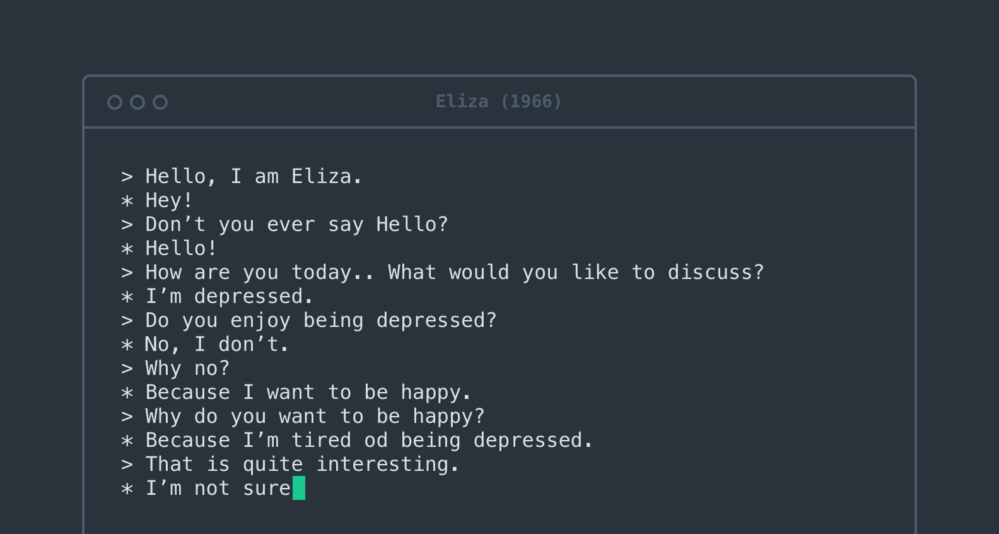 Eliza (1966)
> Hello, I am Eliza.
* Hey!
> Don’t you ever say Hello?
* Hello!
> How are you today.. What would you like to discuss?
* I’m depressed.
> Do you enjoy being depressed?
* No, I don’t.
> Why no?
* Because I want to be happy.
> Why do you want to be happy?
* Because I’m tired od being depressed.
> That is quite interesting.
* I’m not sure